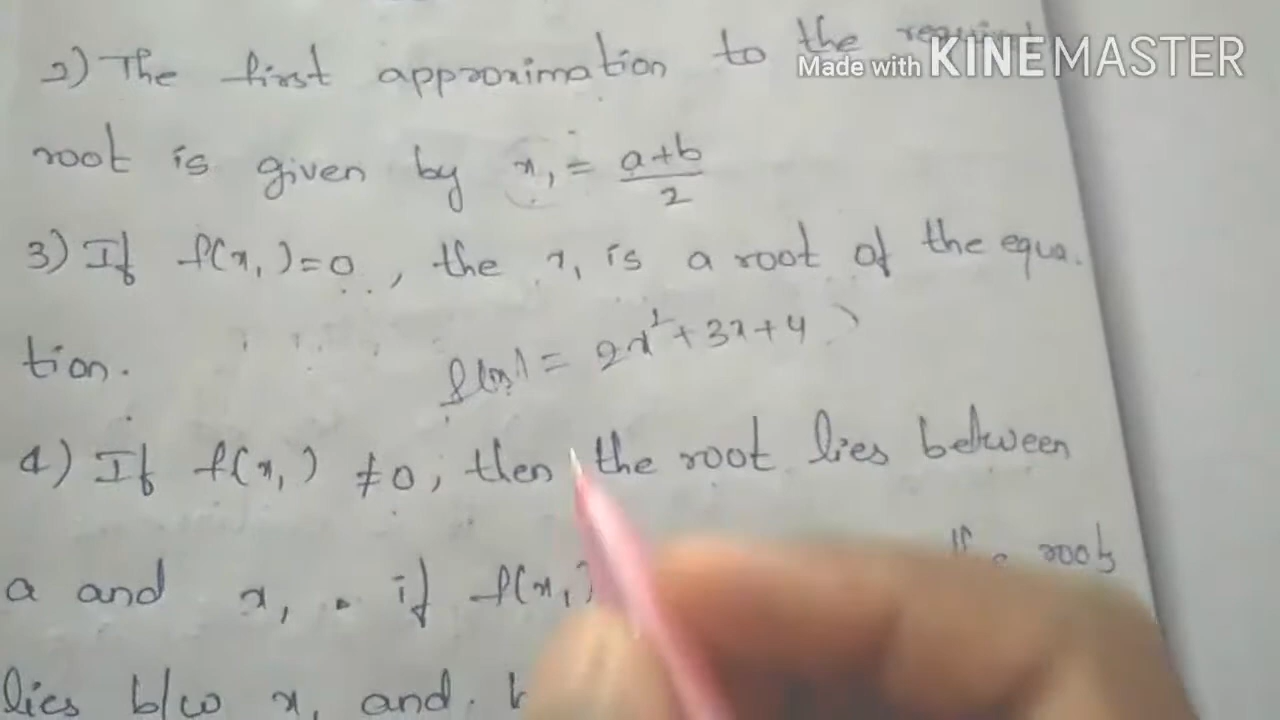 2) The first approximation to the required
Made with KINEMASTER
root is given by x₁ = a+b/2
3) If f(x₁)=0, the x₁ is a root of the equa.
tion.
f(x) = 2x² + 3x + 4
4) If f(x₁) ≠ 0, then the root lies between
a and x₁. if f(x₁) root
lies b/w x₁ and